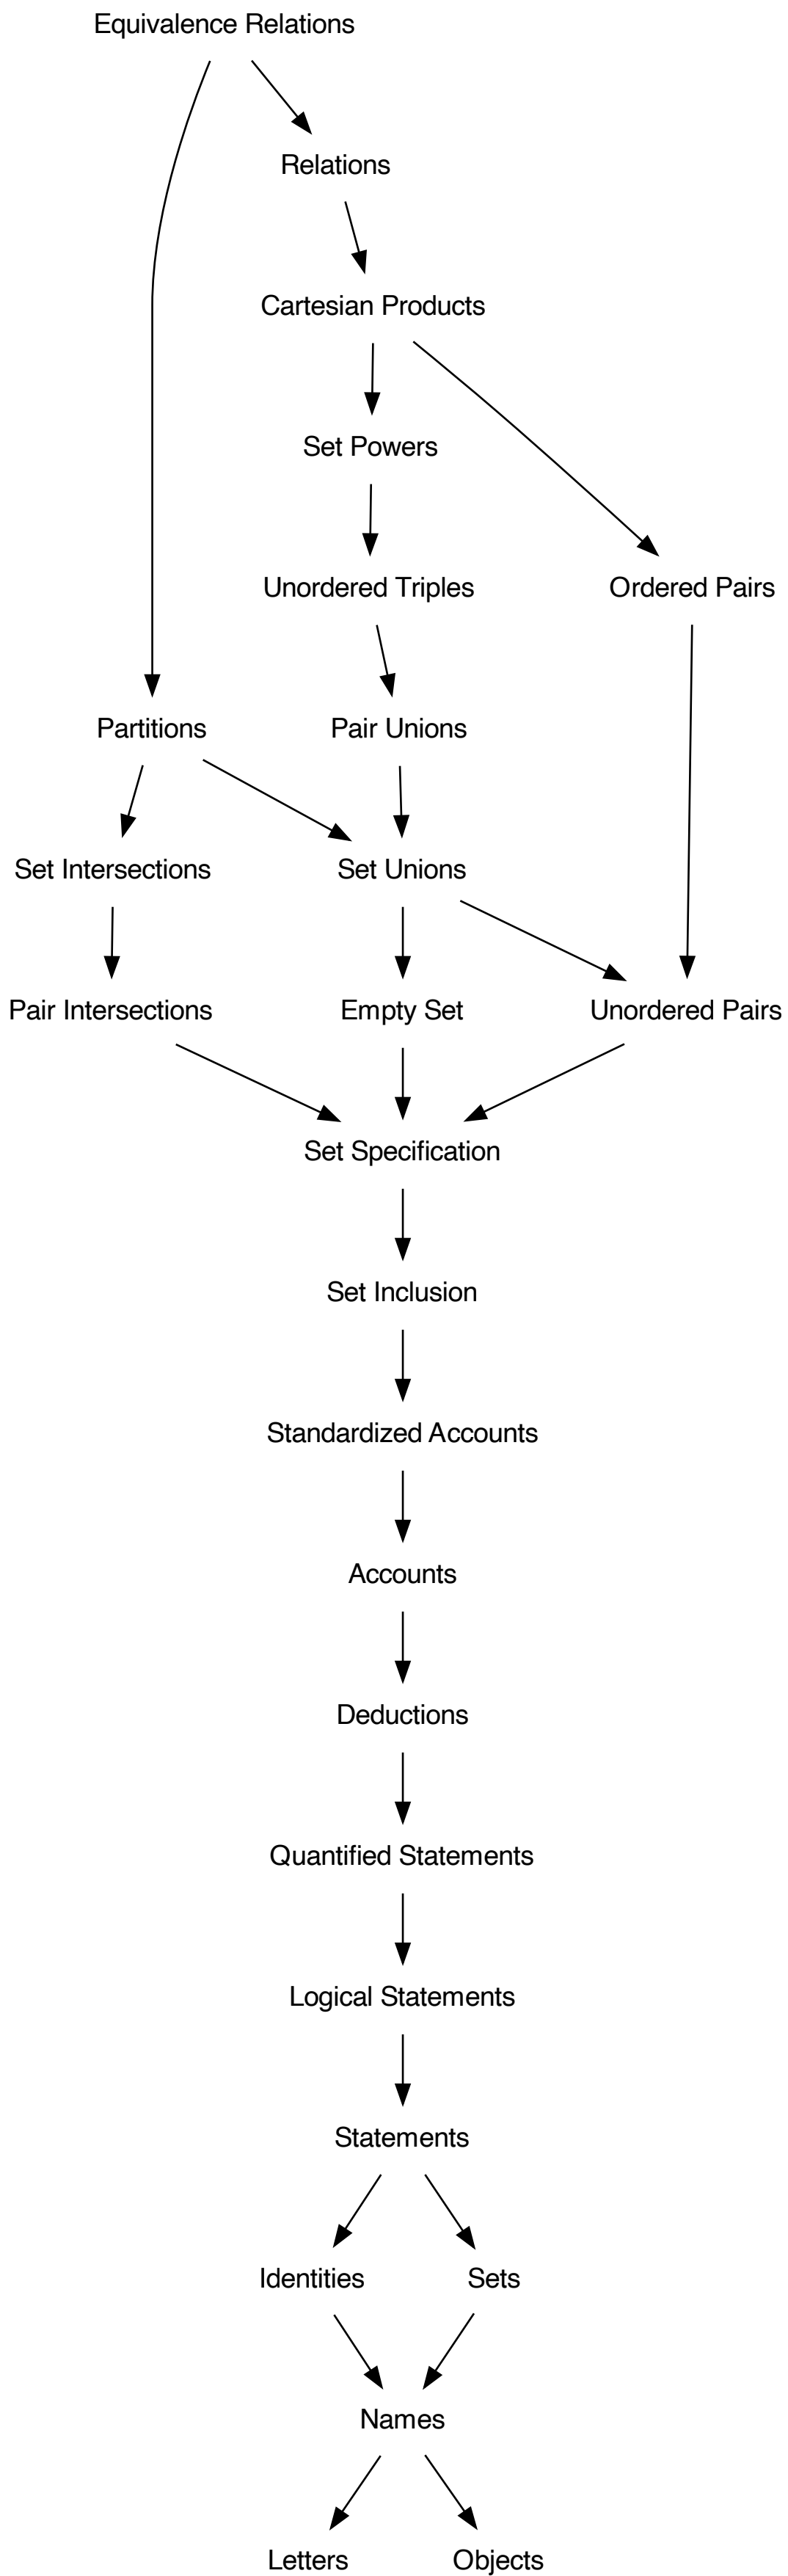 Equivalence Relations
Relations
Cartesian Products
Set Powers
Unordered Triples
Ordered Pairs
Partitions
Pair Unions
Set Intersections
Set Unions
Pair Intersections
Empty Set
Unordered Pairs
Set Specification
Set Inclusion
Standardized Accounts
Accounts
Deductions
Quantified Statements
Logical Statements
Statements
Identities
Sets
Names
Letters
Objects